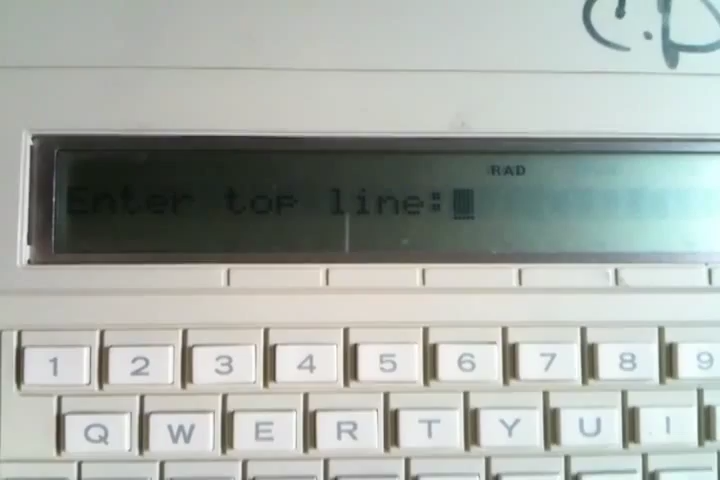 C.D
RAD
Enter top line:
1 2 3 4 5 6 7 8 9
Q W E R T Y U I